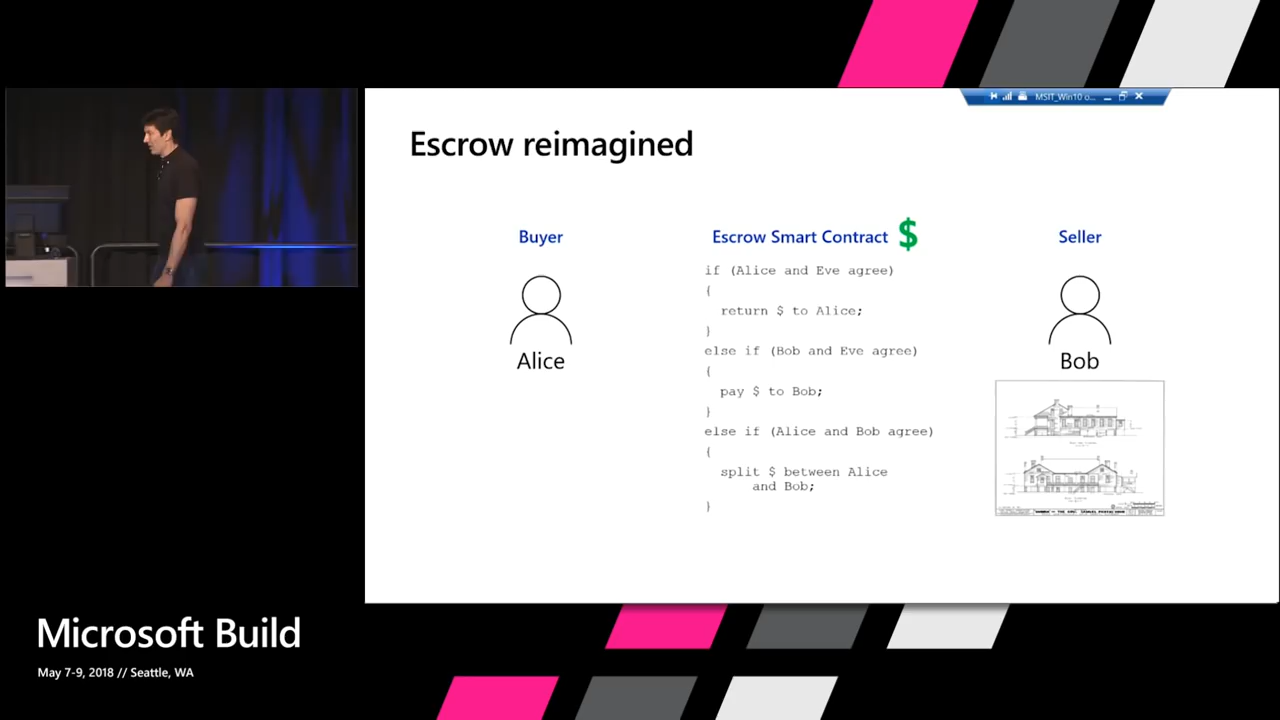 MSIT_Win10 o...
Escrow reimagined
Buyer
Escrow Smart Contract $
Seller
if (Alice and Eve agree)
{
return $ to Alice;
}
else if (Bob and Eve agree)
{
pay $ to Bob;
}
else if (Alice and Bob agree)
{
split $ between Alice
and Bob;
}
Alice
Bob
Microsoft Build
May 7-9, 2018 // Seattle, WA